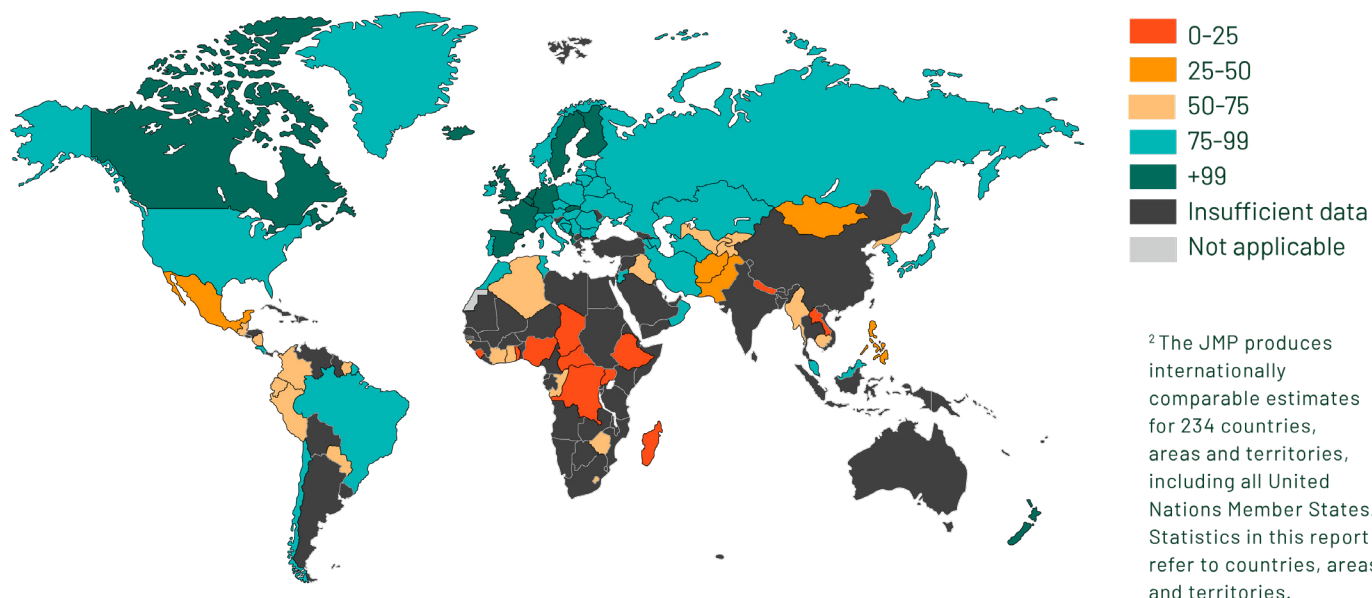 0-25
25-50
50-75
75-99
+99
Insufficient data
Not applicable
² The JMP produces
internationally
comparable estimates
for 234 countries,
areas and territories,
including all United
Nations Member States.
Statistics in this report
refer to countries, areas
and territories.